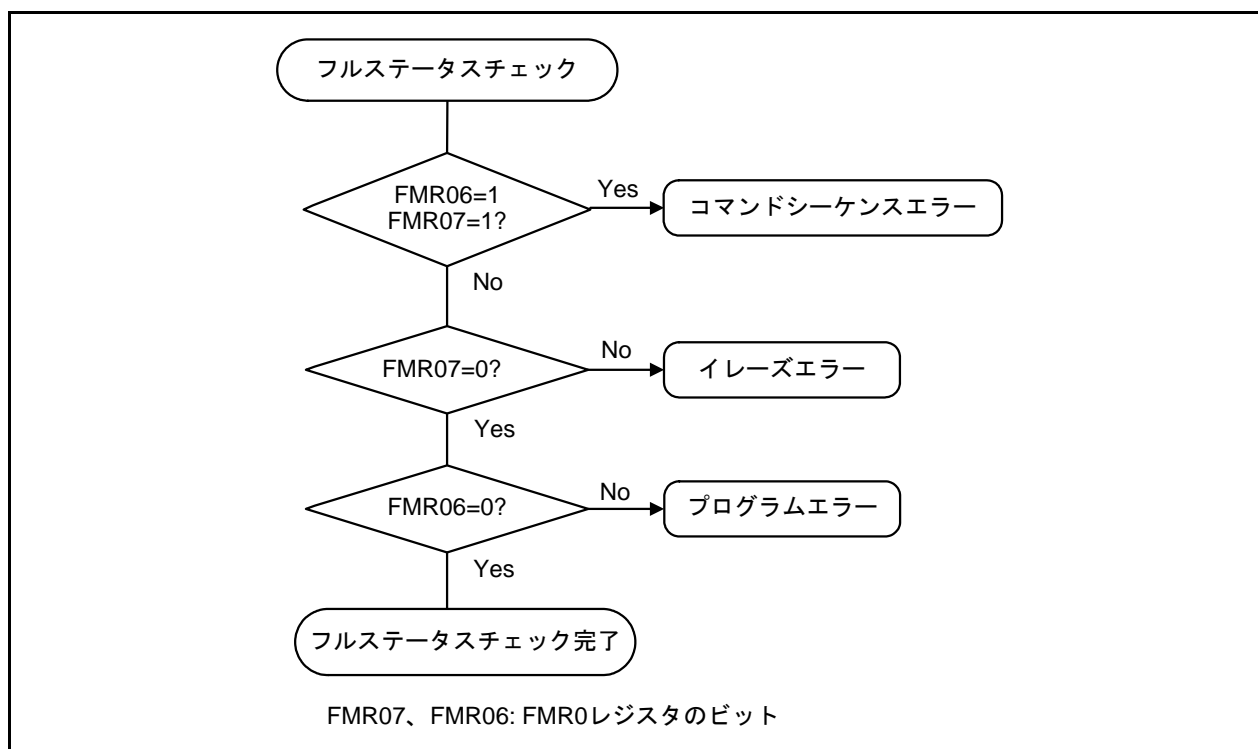 フルステータスチェック
FMR06=1
FMR07=1?
Yes
コマンドシーケンスエラー
No
FMR07=0?
No
イレーズエラー
Yes
FMR06=0?
No
プログラムエラー
Yes
フルステータスチェック完了
FMR07、FMR06: FMR0レジスタのビット